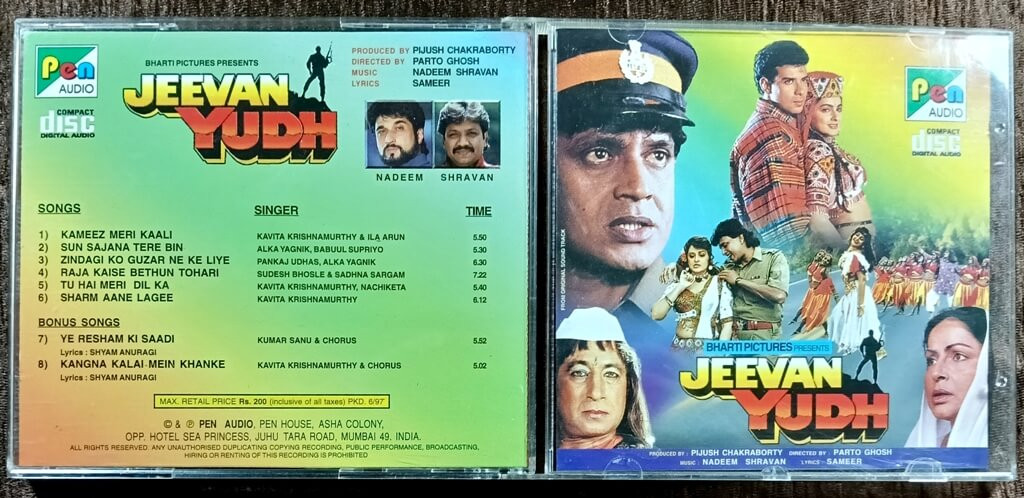 Pen
AUDIO
COMPACT
disc
DIGITAL AUDIO
BHARTI PICTURES PRESENTS
JEEVAN
YUDH
PRODUCED BY PIJUSH CHAKRABORTY
DIRECTED BY PARTO GHOSH
MUSIC NADEEM SHRAVAN
LYRICS SAMEER
NADEEM SHRAVAN
SONGS SINGER TIME
1) KAMEEZ MERI KAALI KAVITA KRISHNAMURTHY & ILA ARUN 5.50
2) SUN SAJANA TERE BIN ALKA YAGNIK, BABUUL SUPRIYO 5.30
3) ZINDAGI KO GUZAR NE KE LIYE PANKAJ UDHAS, ALKA YAGNIK 6.30
4) RAJA KAISE BETHUN TOHARI SUDESH BHOSLE & SADHNA SARGAM 7.22
5) TU HAI MERI DIL KA KAVITA KRISHNAMURTHY, NACHIKETA 5.40
6) SHARM AANE LAGEE KAVITA KRISHNAMURTHY 6.12
BONUS SONGS
7) YE RESHAM KI SAADI KUMAR SANU & CHORUS 5.52
Lyrics : SHYAM ANURAGI
8) KANGNA KALAI MEIN KHANKE KAVITA KRISHNAMURTHY & CHORUS 5.02
Lyrics : SHYAM ANURAGI
MAX. RETAIL PRICE Rs. 200 (inclusive of all taxes) PKD. 6/97
© & ℗ PEN AUDIO, PEN HOUSE, ASHA COLONY,
OPP. HOTEL SEA PRINCESS, JUHU TARA ROAD, MUMBAI 49. INDIA.
ALL RIGHTS RESERVED. ANY UNAUTHORISED DUPLICATING COPYING RECORDING, PUBLIC PERFORMANCE, BROADCASTING,
HIRING OR RENTING OF THIS RECORDING IS PROHIBITED
Pen
AUDIO
COMPACT
disc
DIGITAL AUDIO
FROM ORIGINAL SOUND TRACK
BHARTI PICTURES PRESENTS
JEEVAN
YUDH
PRODUCED BY : PIJUSH CHAKRABORTY DIRECTED BY : PARTO GHOSH
MUSIC : NADEEM SHRAVAN LYRICS : SAMEER